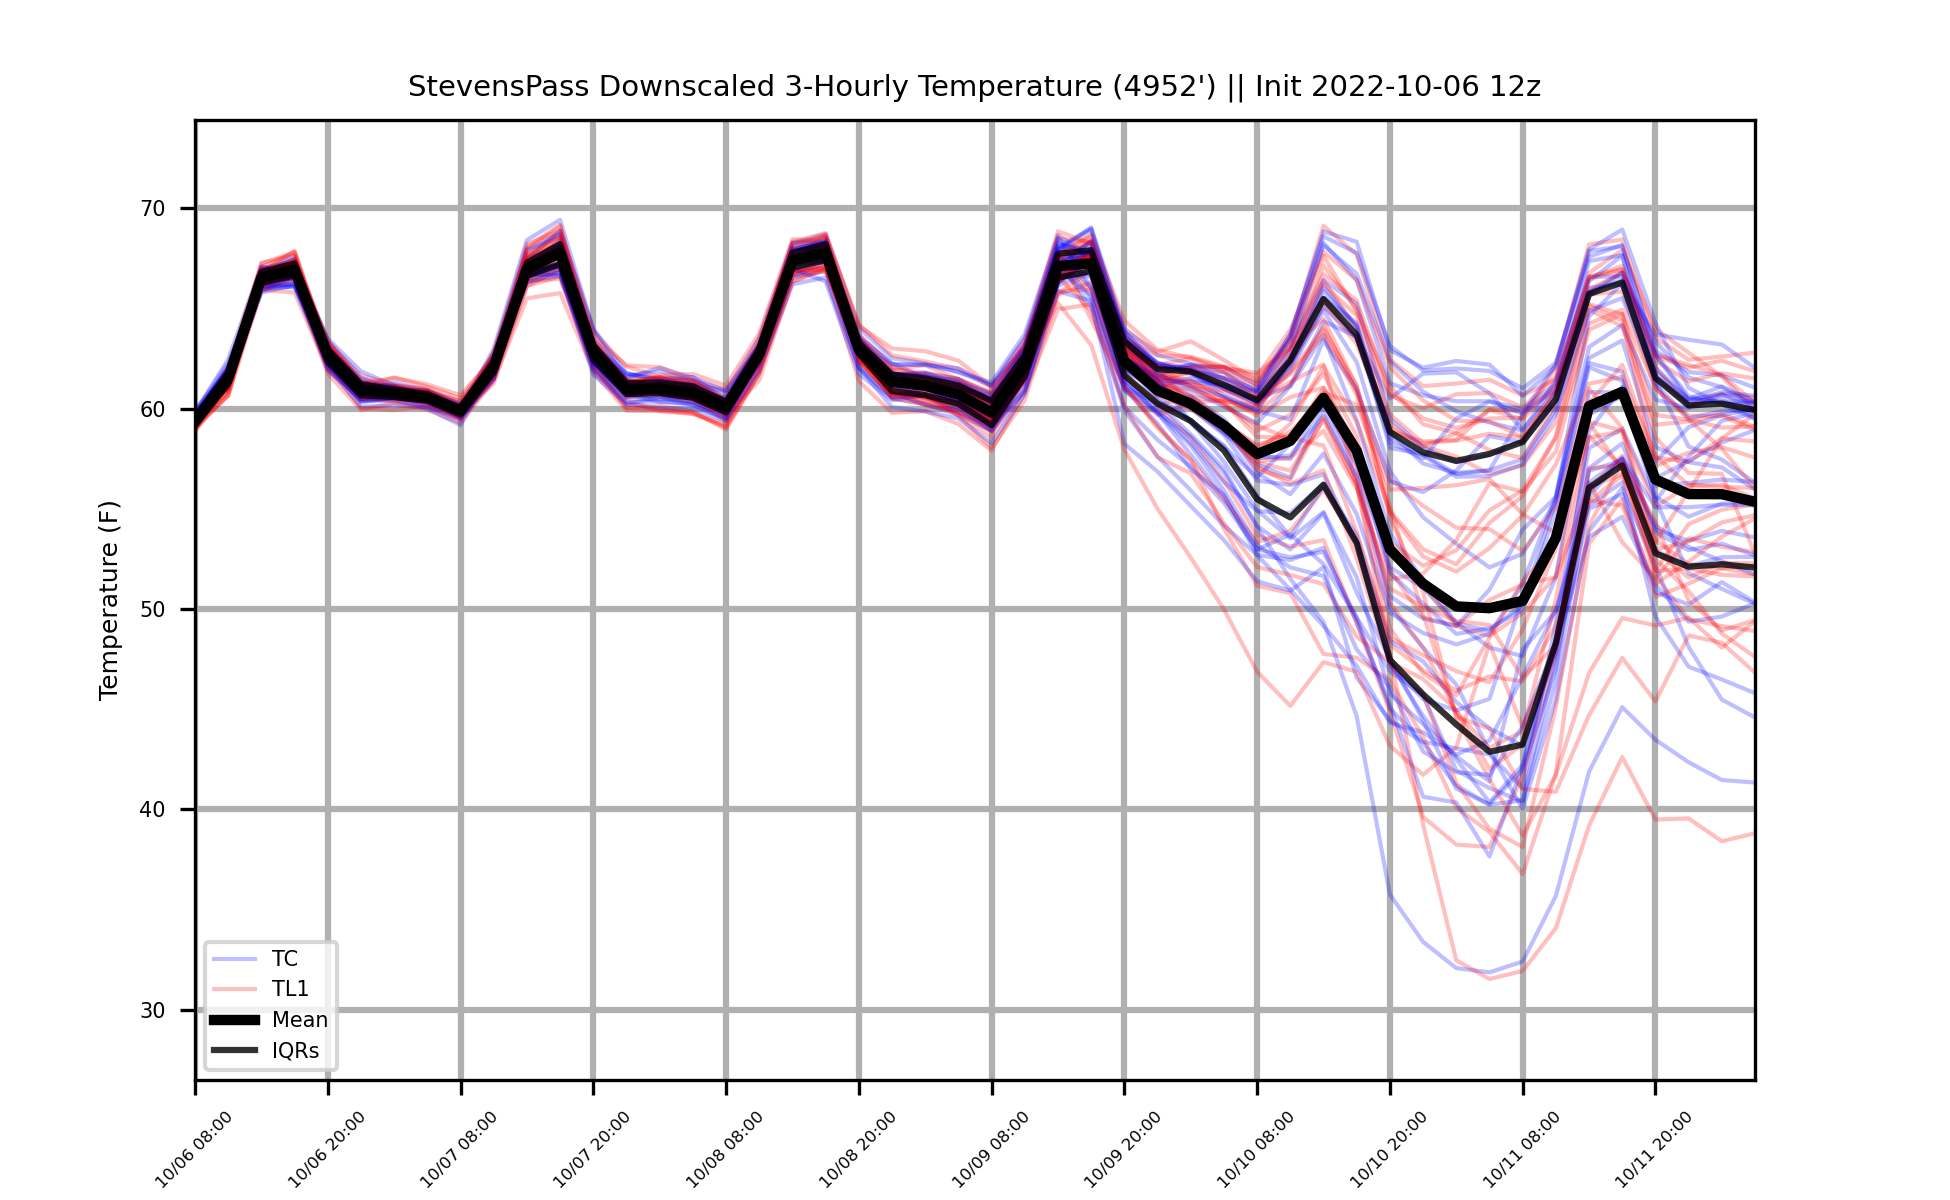 StevensPass Downscaled 3-Hourly Temperature (4952') || Init 2022-10-06 12z
Temperature (F)
70
60
50
40
30
TC
TL1
Mean
IQRs
10/06 08:00
10/06 20:00
10/07 08:00
10/07 20:00
10/08 08:00
10/08 20:00
10/09 08:00
10/09 20:00
10/10 08:00
10/10 20:00
10/11 08:00
10/11 20:00